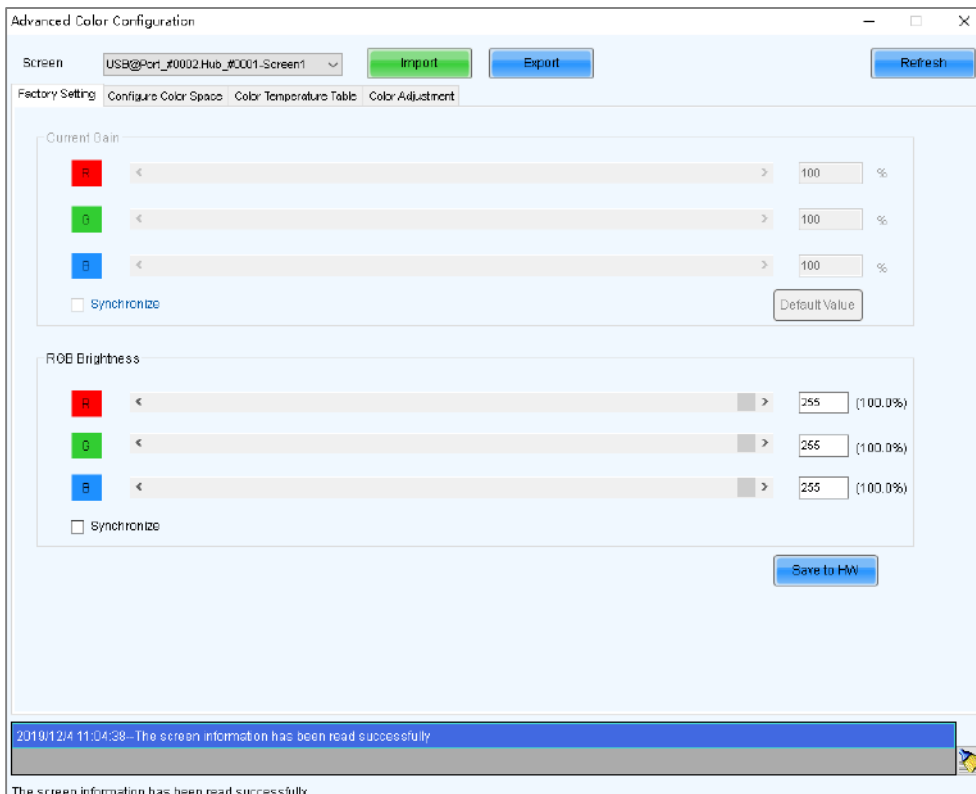 Advanced Color Configuration
Screen USB@Port_#0002.Hub_#0001-Screen1 Import Export Refresh
Factory Setting Configure Color Space Color Temperature Table Color Adjustment
Current Gain
R 100 %
G 100 %
B 100 %
Synchronize Default Value
RGB Brightness
R 255 (100.0%)
G 255 (100.0%)
B 255 (100.0%)
Synchronize
Save to HW
2019/12/4 11:04:38--The screen information has been read successfully
The screen information has been read successfully